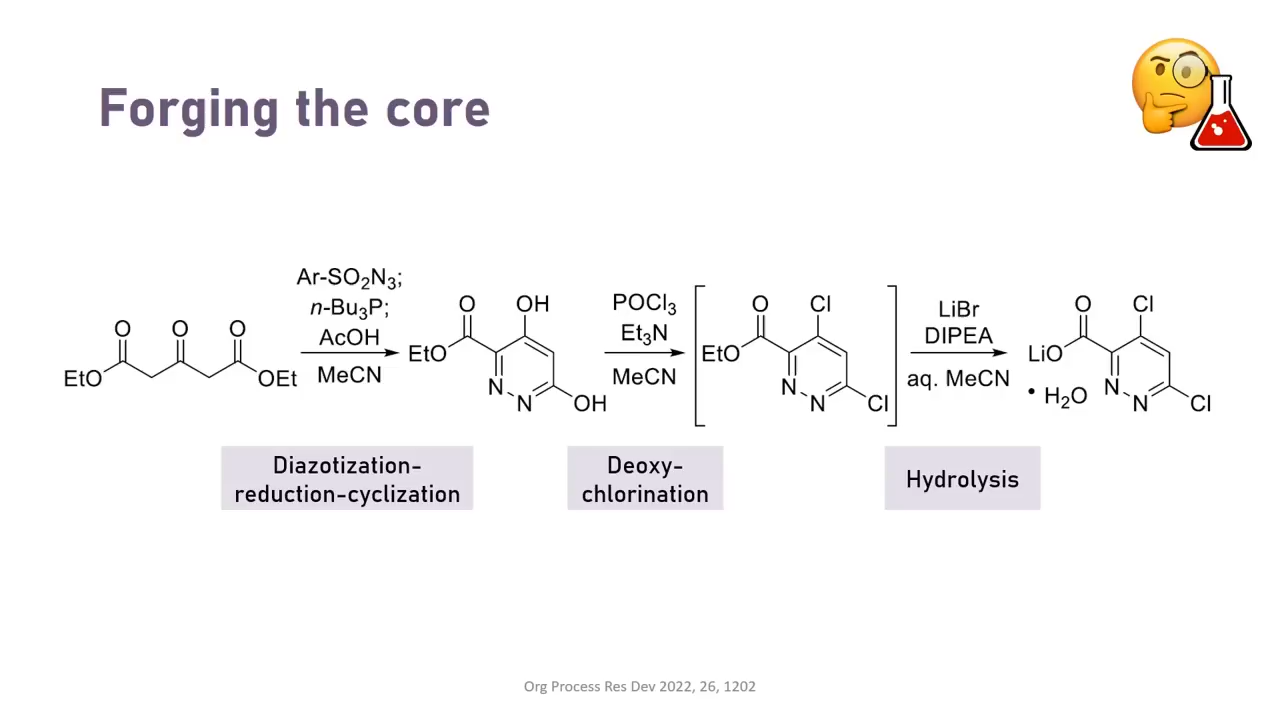 Forging the core
Ar-SO₂N₃;
n-Bu₃P;
AcOH
MeCN
O
O
O
EtO
OEt
O
OH
EtO
N
N
OH
POCl₃
Et₃N
MeCN
O
Cl
EtO
N
N
Cl
LiBr
DIPEA
aq. MeCN
O
Cl
LiO
N
N
Cl
• H₂O
Diazotization-
reduction-cyclization
Deoxy-
chlorination
Hydrolysis
Org Process Res Dev 2022, 26, 1202